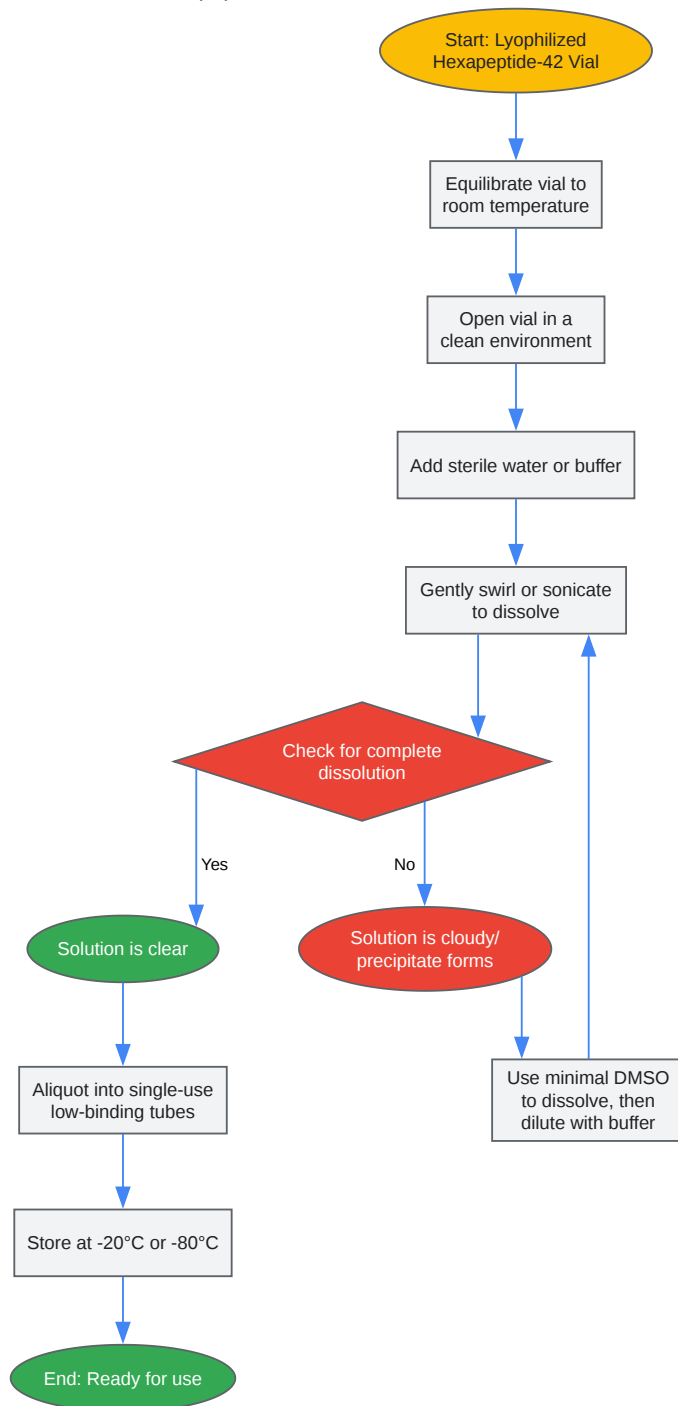 Start: Lyophilized
Hexapeptide-42 Vial
Equilibrate vial to
room temperature
Open vial in a
clean environment
Add sterile water or buffer
Gently swirl or sonicate
to dissolve
Check for complete
dissolution
Yes
No
Solution is clear
Solution is cloudy/
precipitate forms
Aliquot into single-use
low-binding tubes
Use minimal DMSO
to dissolve, then
dilute with buffer
Store at -20°C or -80°C
End: Ready for use